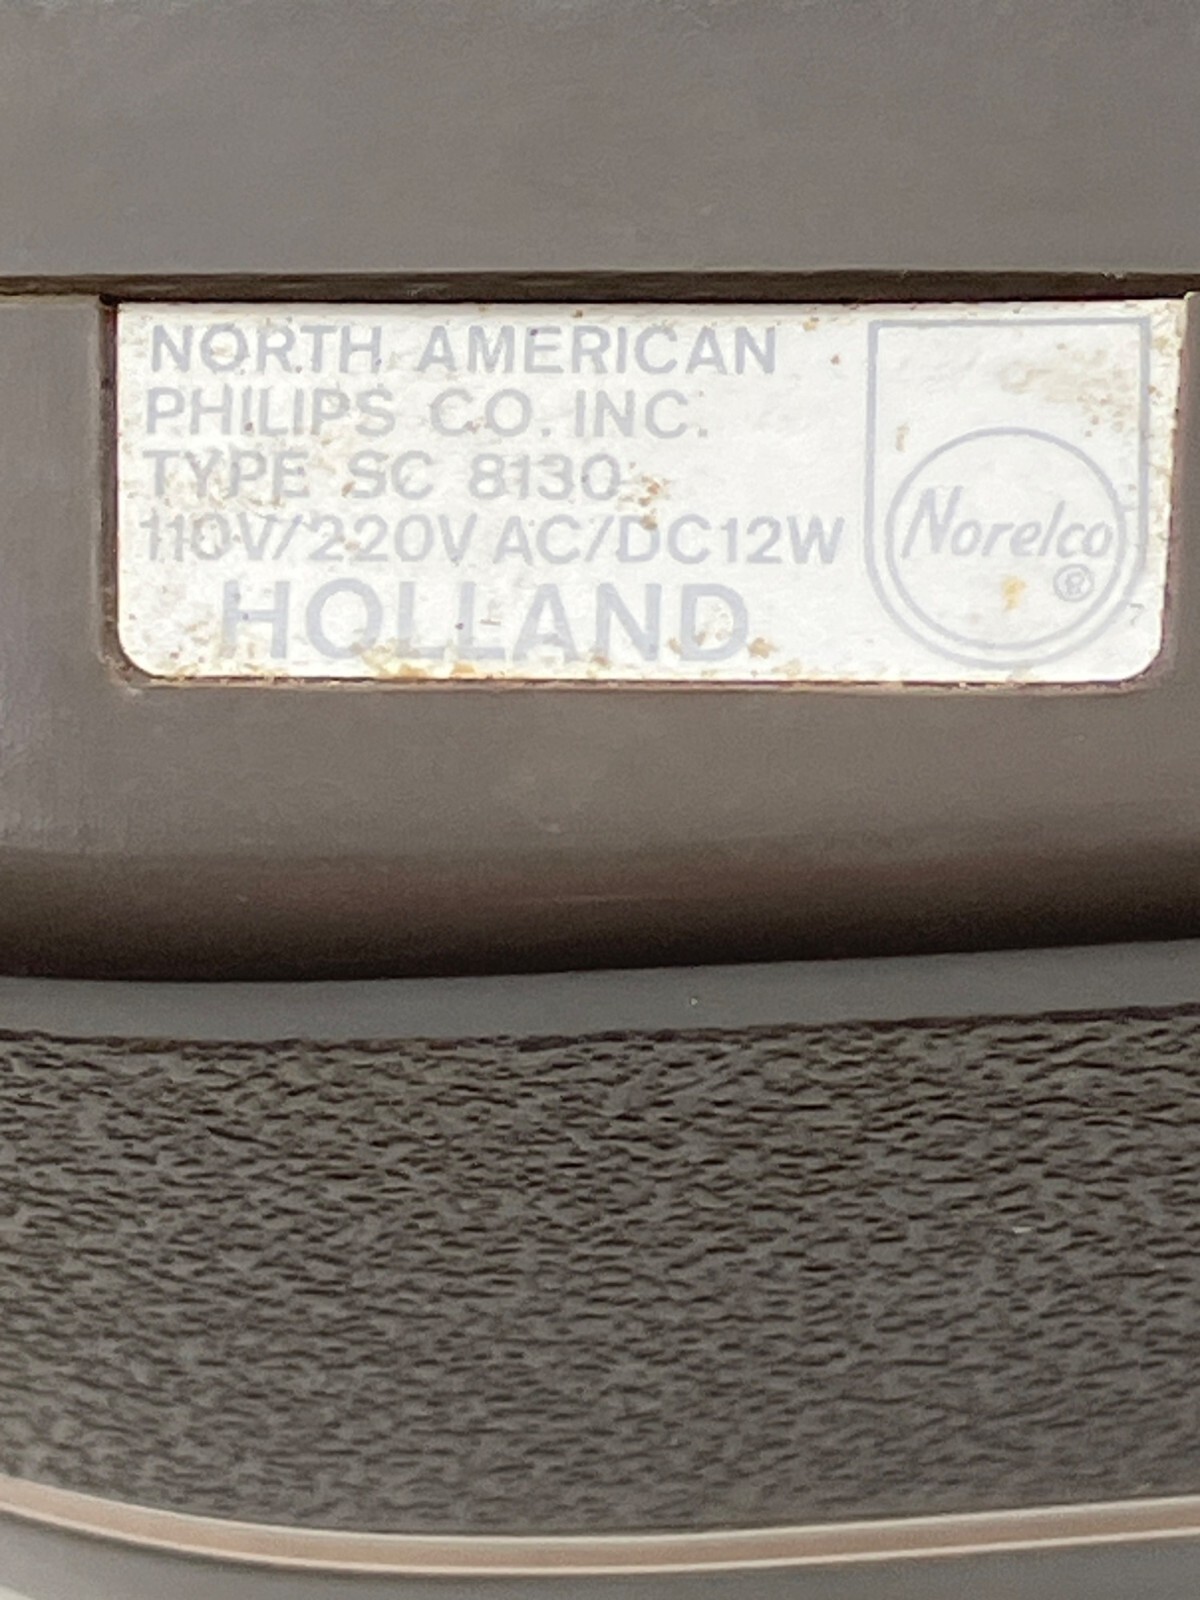 NORTH AMERICAN
PHILIPS CO. INC.
TYPE SC 8130
110V/220V AC/DC12W
HOLLAND
Norelco
®